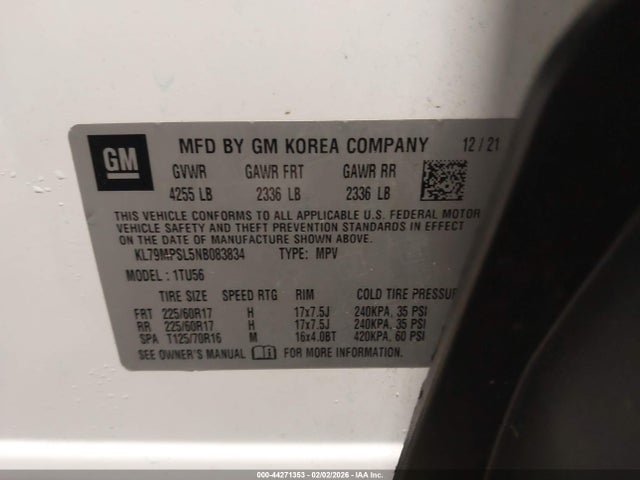 GM
MFD BY GM KOREA COMPANY 12 / 21
GVWR GAWR FRT GAWR RR
4255 LB 2336 LB 2336 LB
THIS VEHICLE CONFORMS TO ALL APPLICABLE U.S. FEDERAL MOTOR
VEHICLE SAFETY AND THEFT PREVENTION STANDARDS IN
EFFECT ON THE DATE OF MANUFACTURE SHOWN ABOVE.
KL79MPSL5NB083834 TYPE: MPV
MODEL: 1TU56
TIRE SIZE SPEED RTG RIM COLD TIRE PRESSUR
FRT 225/60R17 H 17x7.5J 240KPA, 35 PSI
RR 225/60R17 H 17x7.5J 240KPA, 35 PSI
SPA T125/70R16 M 16x4.0BT 420KPA, 60 PSI
SEE OWNER'S MANUAL FOR MORE INFORMATION.
000-44271353 - 02/02/2026 - IAAI, Inc.